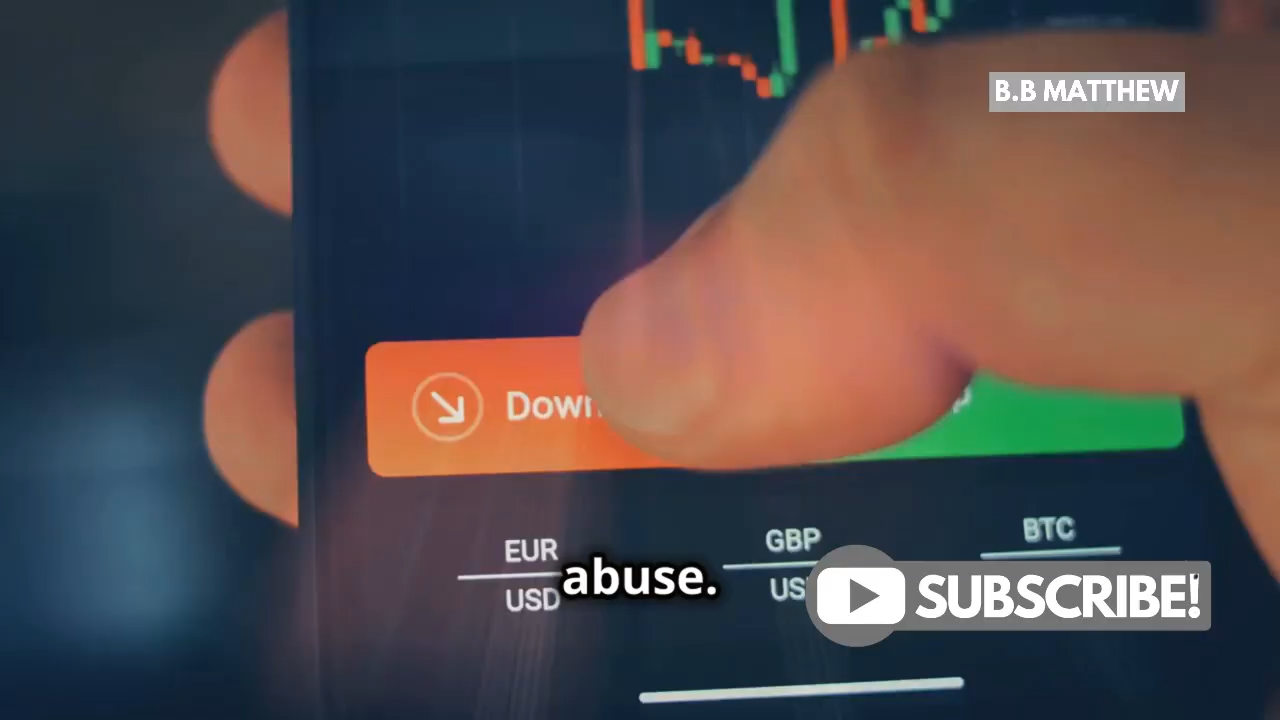 B.B MATTHEW
Down
EUR
USD
GBP
BTC
abuse.
SUBSCRIBE!